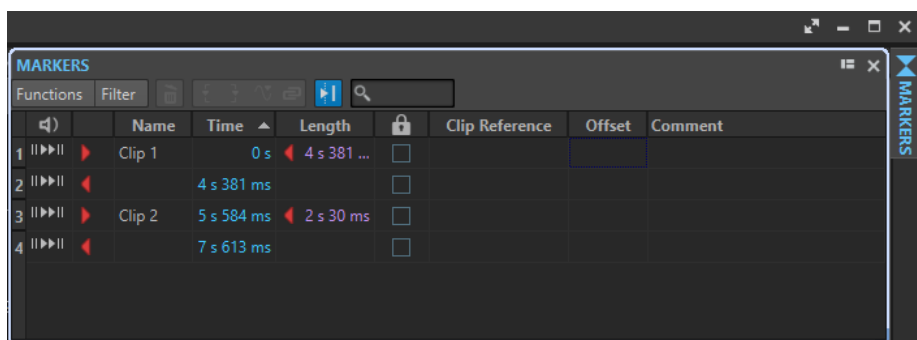 MARKERS
Functions Filter
Name Time Length Clip Reference Offset Comment
1 Clip 1 0 s 4 s 381 ...
2 4 s 381 ms
3 Clip 2 5 s 584 ms 2 s 30 ms
4 7 s 613 ms
MARKERS